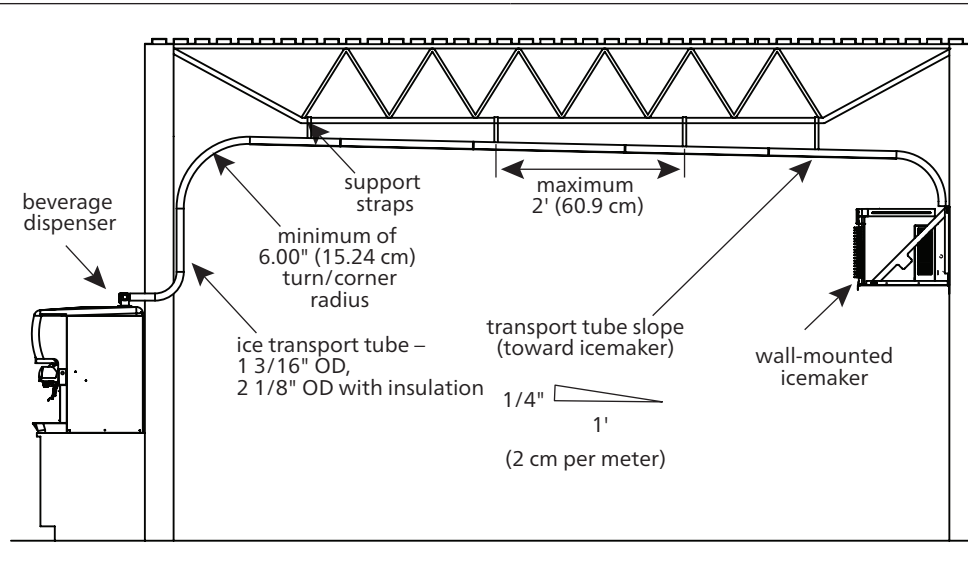 support
straps
maximum
2' (60.9 cm)
beverage
dispenser
minimum of
6.00" (15.24 cm)
turn/corner
radius
ice transport tube –
1 3/16" OD,
2 1/8" OD with insulation
transport tube slope
(toward icemaker)
1/4"
1'
(2 cm per meter)
wall-mounted
icemaker